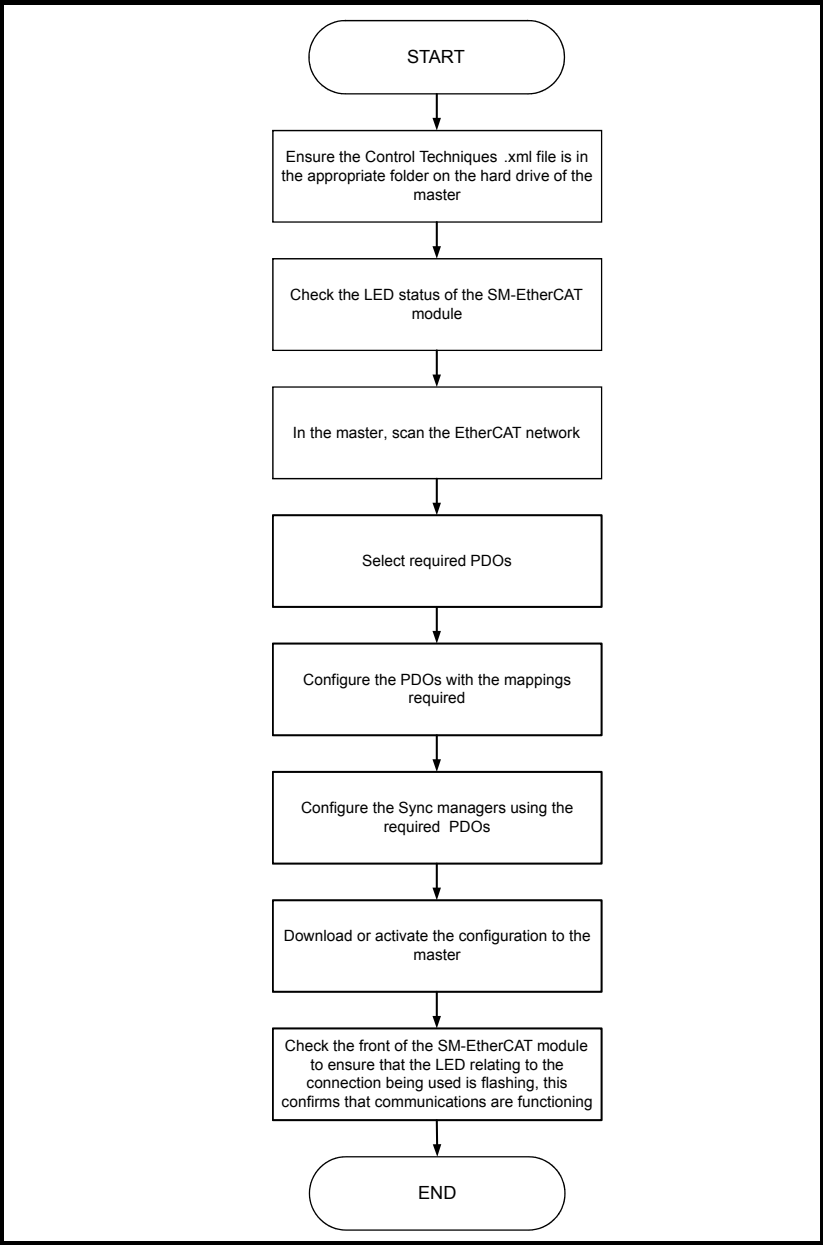 START
Ensure the Control Techniques .xml file is in
the appropriate folder on the hard drive of the
master
Check the LED status of the SM-EtherCAT
module
In the master, scan the EtherCAT network
Select required PDOs
Configure the PDOs with the mappings
required
Configure the Sync managers using the
required PDOs
Download or activate the configuration to the
master
Check the front of the SM-EtherCAT module
to ensure that the LED relating to the
connection being used is flashing, this
confirms that communications are functioning
END